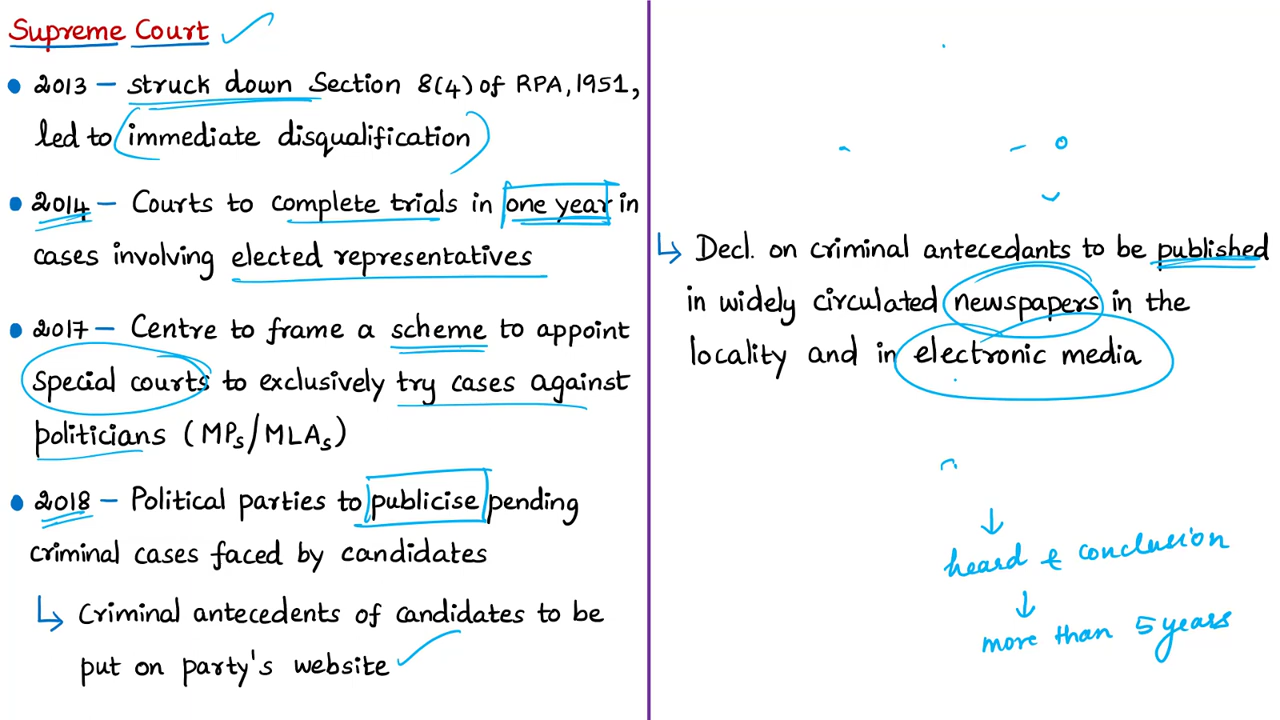 Supreme Court
• 2013 – struck down Section 8(4) of RPA, 1951,
led to immediate disqualification
• 2014 – Courts to complete trials in one year in
cases involving elected representatives
• 2017 – Centre to frame a scheme to appoint
special courts to exclusively try cases against
politicians (MPs/MLAs)
• 2018 – Political parties to publicise pending
criminal cases faced by candidates
↳ Criminal antecedents of candidates to be
put on party's website
↳ Decl. on criminal antecedants to be published
in widely circulated newspapers in the
locality and in electronic media
↓
heard & conclusion
↓
more than 5 years